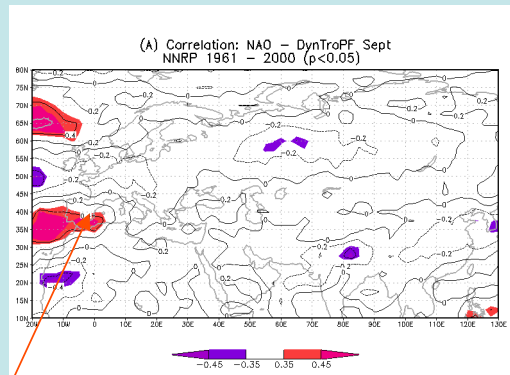 (A) Correlation: NAO – DynTroPF Sept
NNRP 1961 – 2000 (p<0.05)
80N
75N
70N
65N
60N
55N
50N
45N
40N
35N
30N
25N
20N
15N
10N
20W 10W 0 10E 20E 30E 40E 50E 60E 70E 80E 90E 100E 110E 120E 130E
−0.45 −0.35 0.35 0.45